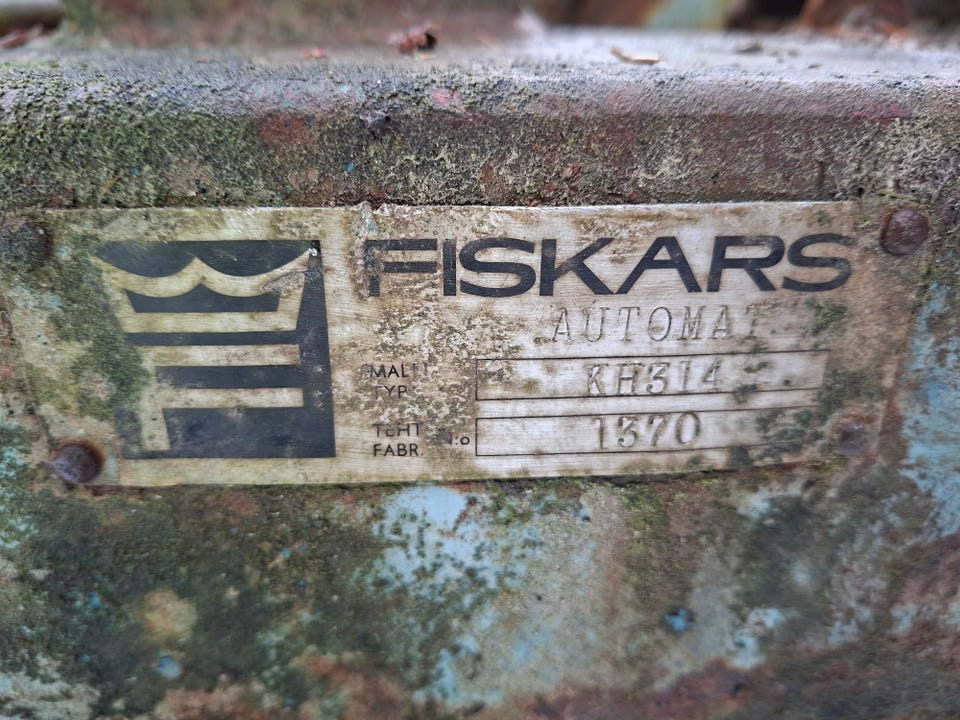 FISKARS
AUTOMAT
MALLI
TYP
KH314
TEHT
FABR. N:o
1370